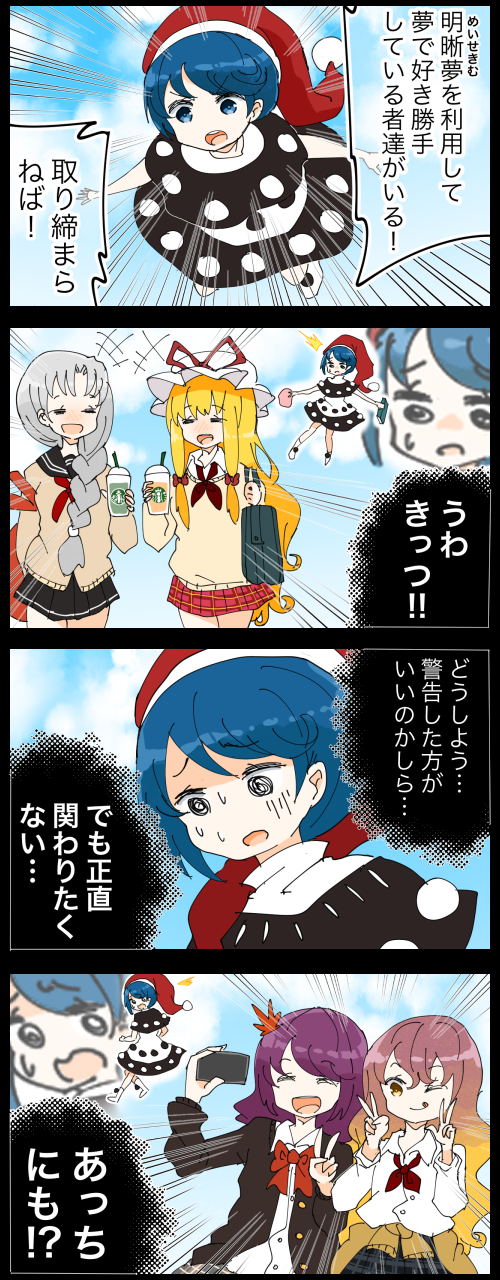 明晰夢を利用して
めいせきむ
夢で好き勝手
している者達がいる！
取り締まら
ねば！
うわ
きっつ!!
どうしよう…
警告した方が
いいのかしら…
でも正直
関わりたく
ない…
あっち
にも!?